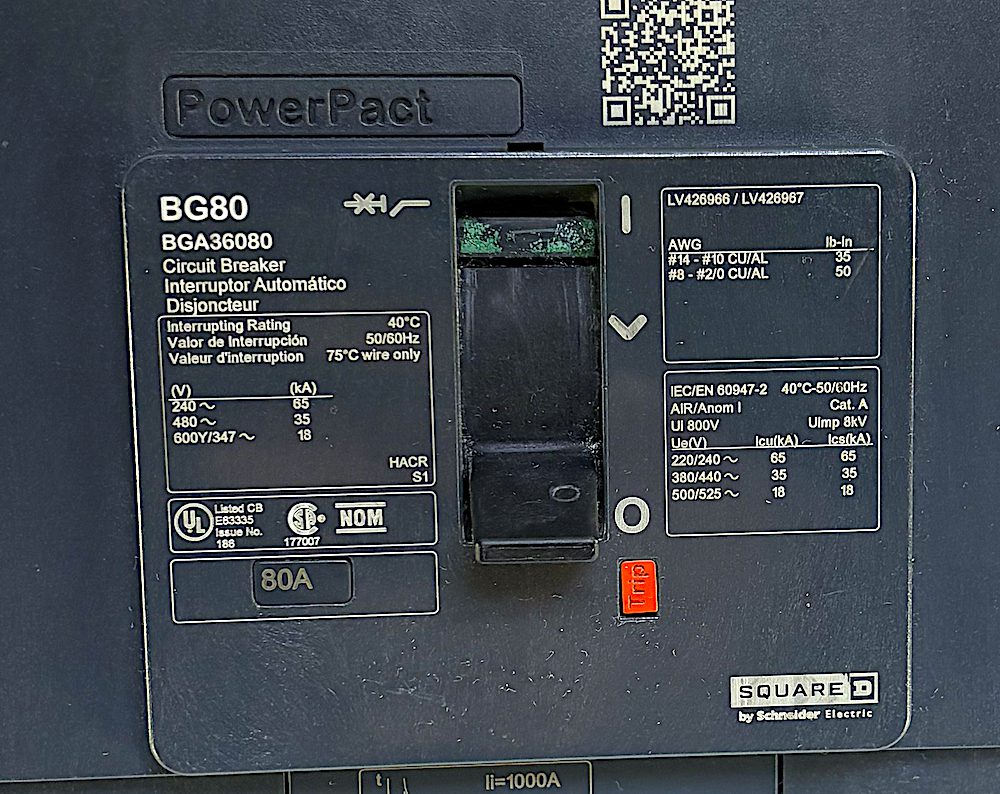 PowerPact
BG80
BGA36080
Circuit Breaker
Interruptor Automático
Disjoncteur
Interrupting Rating 40°C
Valor de Interrupción 50/60Hz
Valeur d'interruption 75°C wire only
(V) (kA)
240 ~ 65
480 ~ 35
600Y/347 ~ 18
HACR
S1
UL Listed CB
E63335
Issue No.
186
SP®
177007
NOM
80A
I
O
Trip
LV426966 / LV426967
AWG lb-in
#14 - #10 CU/AL 35
#8 - #2/0 CU/AL 50
IEC/EN 60947-2 40°C-50/60Hz
AIR/Anom I Cat. A
Ui 800V Uimp 8kV
Ue(V) Icu(kA) Ics(kA)
220/240 ~ 65 65
380/440 ~ 35 35
500/525 ~ 18 18
SQUARE D
by Schneider Electric
t Ii=1000A